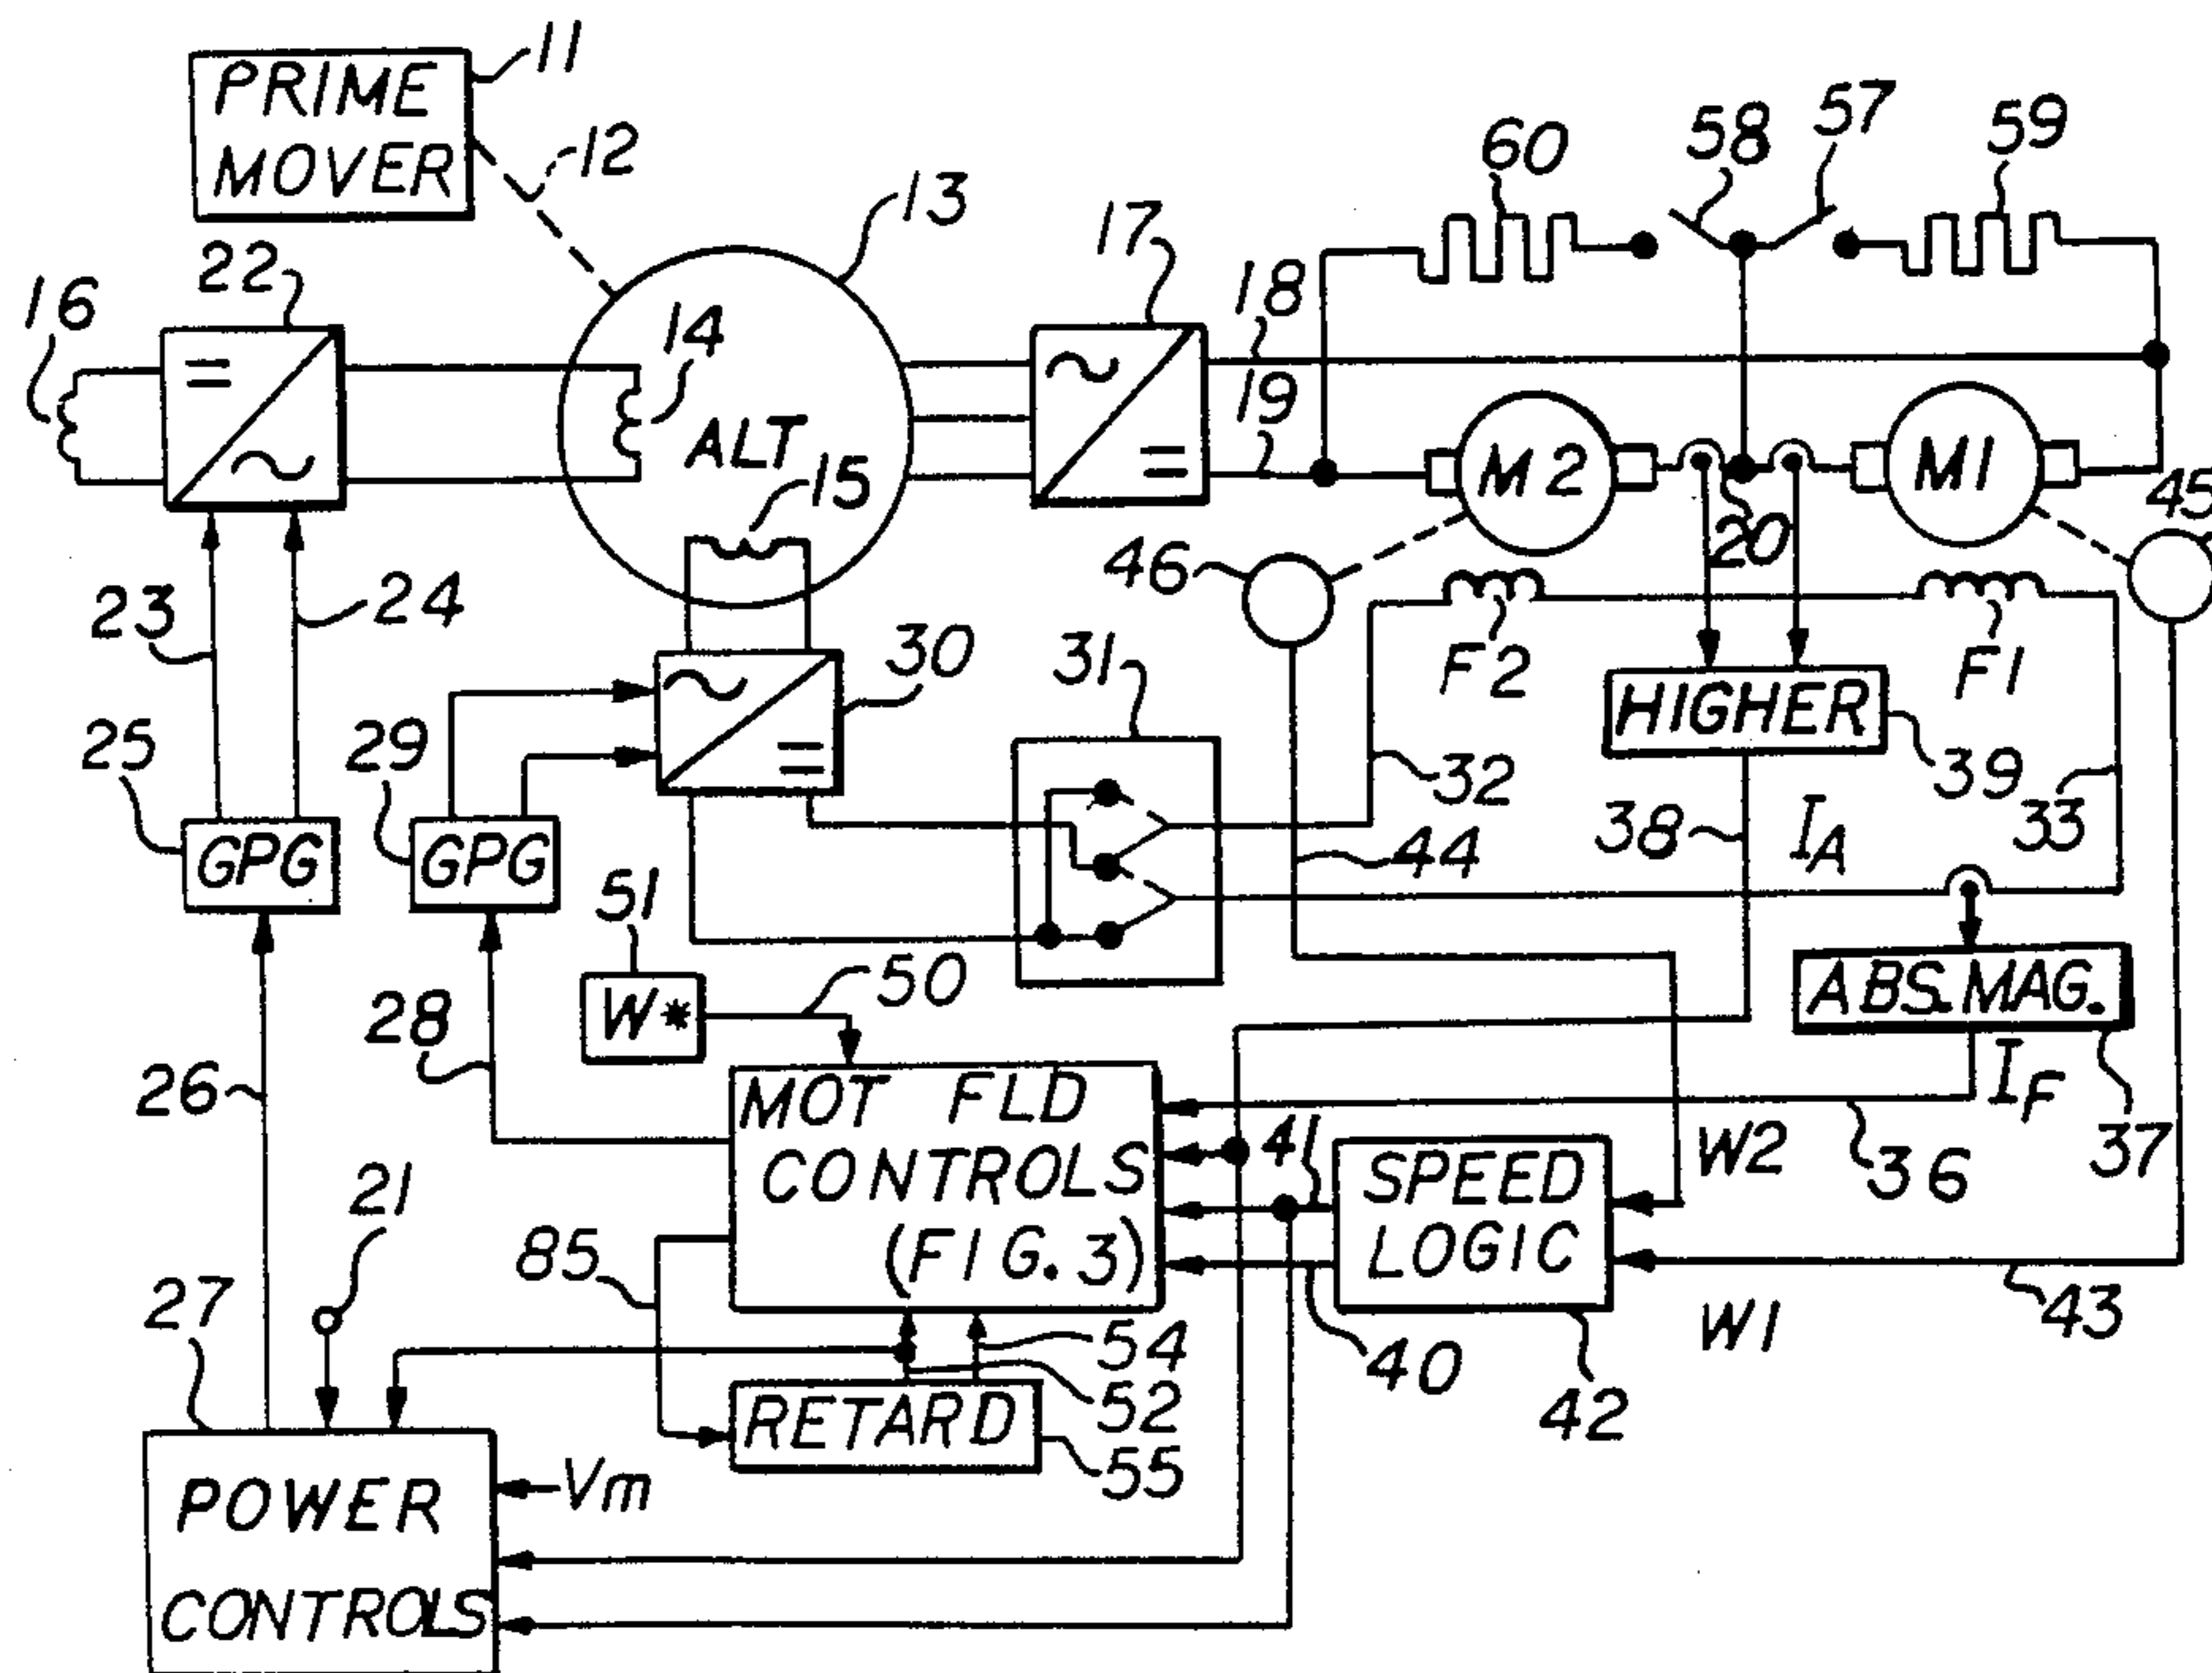 11
PRIME
MOVER
12
13
60
58
57
59
16
22
14
17
18
19
ALT
15
M2
M1
45
20
46
23
24
30
31
F2
F1
HIGHER
25
29
32
39
33
38
IA
GPG
GPG
44
51
W*
50
28
ABS. MAG.
26
IF
37
36
MOT FLD
CONTROLS
(FIG. 3)
41
SPEED
LOGIC
W2
21
85
27
54
52
55
40
42
W1
43
RETARD
Vm
POWER
CONTROLS